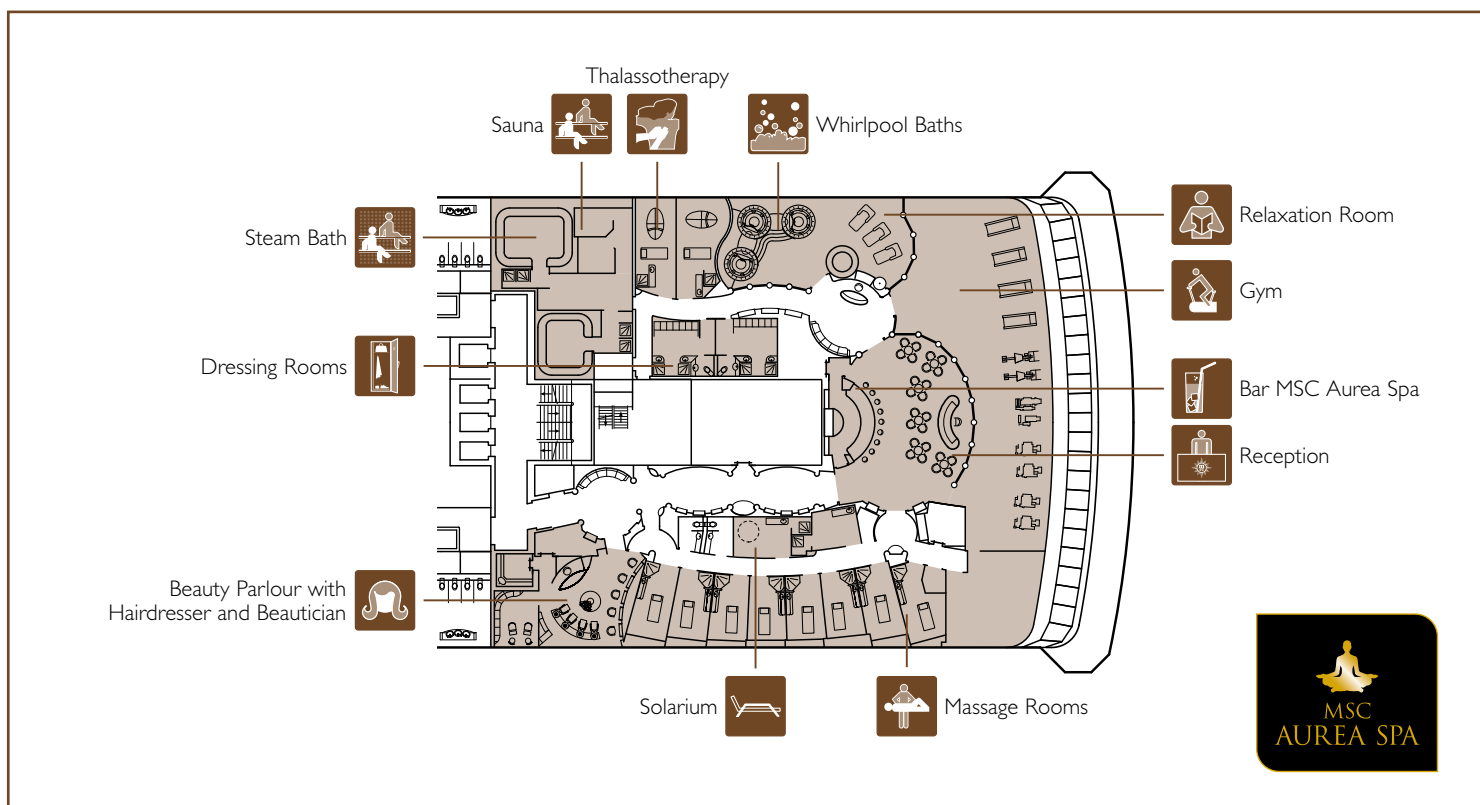 Thalassotherapy
Sauna
Whirlpool Baths
Steam Bath
Relaxation Room
Gym
Dressing Rooms
Bar MSC Aurea Spa
Reception
Beauty Parlour with
Hairdresser and Beautician
Solarium
Massage Rooms
MSC
AUREA SPA